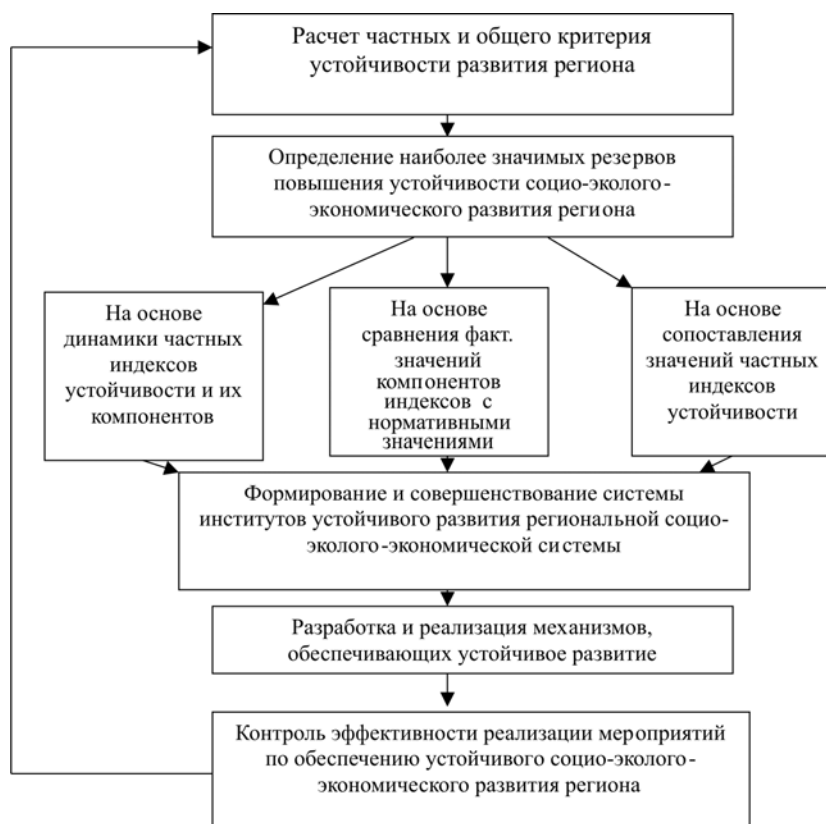 Расчет частных и общего критерия
устойчивости развития региона
Определение наиболее значимых резервов
повышения устойчивости социо-эколого-
экономического развития региона
На основе
динамики частных
индексов
устойчивости и их
компонентов
На основе
сравнения факт.
значений
компонентов
индексов с
нормативными
значениями
На основе
сопоставления
значений частных
индексов
устойчивости
Формирование и совершенствование системы
институтов устойчивого развития региональной социо-
эколого-экономической системы
Разработка и реализация механизмов,
обеспечивающих устойчивое развитие
Контроль эффективности реализации мероприятий
по обеспечению устойчивого социо-эколого-
экономического развития региона